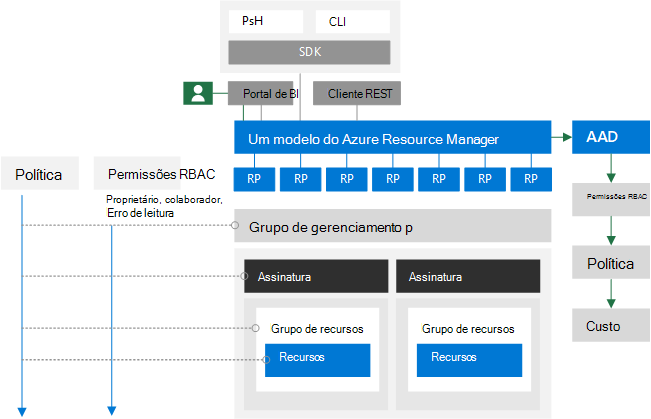 PsH
CLI
SDK
Portal de BI
Cliente REST
Um modelo do Azure Resource Manager
AAD
RP
RP
RP
RP
RP
RP
RP
Política
Permissões RBAC
Proprietário, colaborador,
Erro de leitura
Permissões RBAC
Grupo de gerenciamento p
Política
Assinatura
Assinatura
Grupo de recursos
Grupo de recursos
Custo
Recursos
Recursos